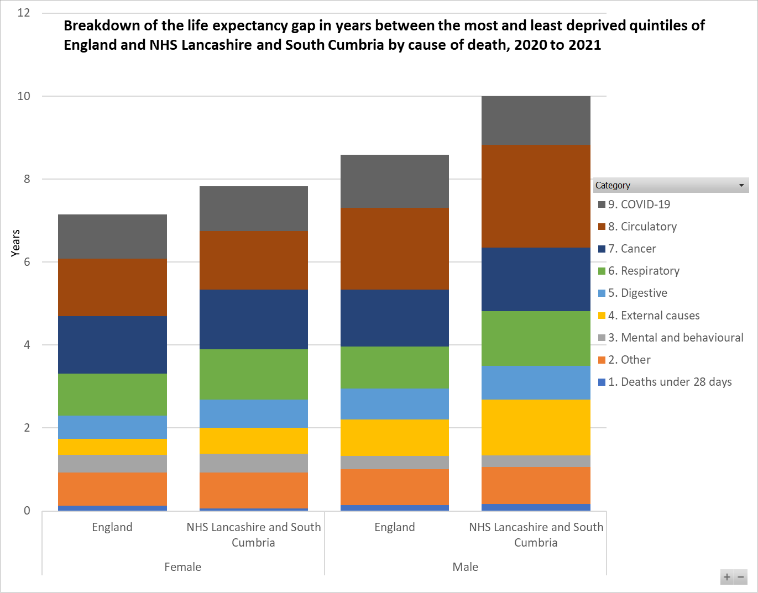 Breakdown of the life expectancy gap in years between the most and least deprived quintiles of
England and NHS Lancashire and South Cumbria by cause of death, 2020 to 2021
12
10
8
6
4
2
0
Years
Category
9. COVID-19
8. Circulatory
7. Cancer
6. Respiratory
5. Digestive
4. External causes
3. Mental and behavioural
2. Other
1. Deaths under 28 days
England
NHS Lancashire and South
Cumbria
England
NHS Lancashire and South
Cumbria
Female
Male